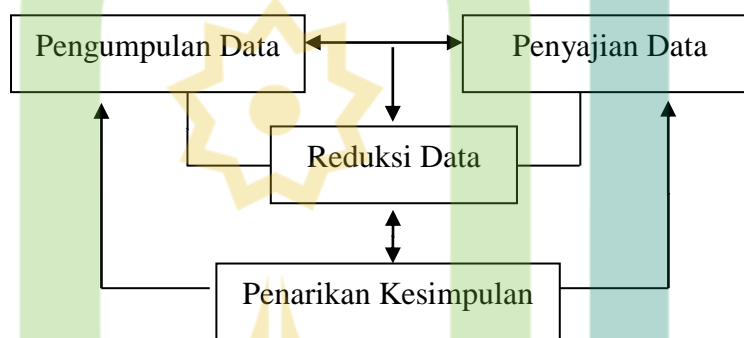 Pengumpulan Data
Penyajian Data
Reduksi Data
Penarikan Kesimpulan